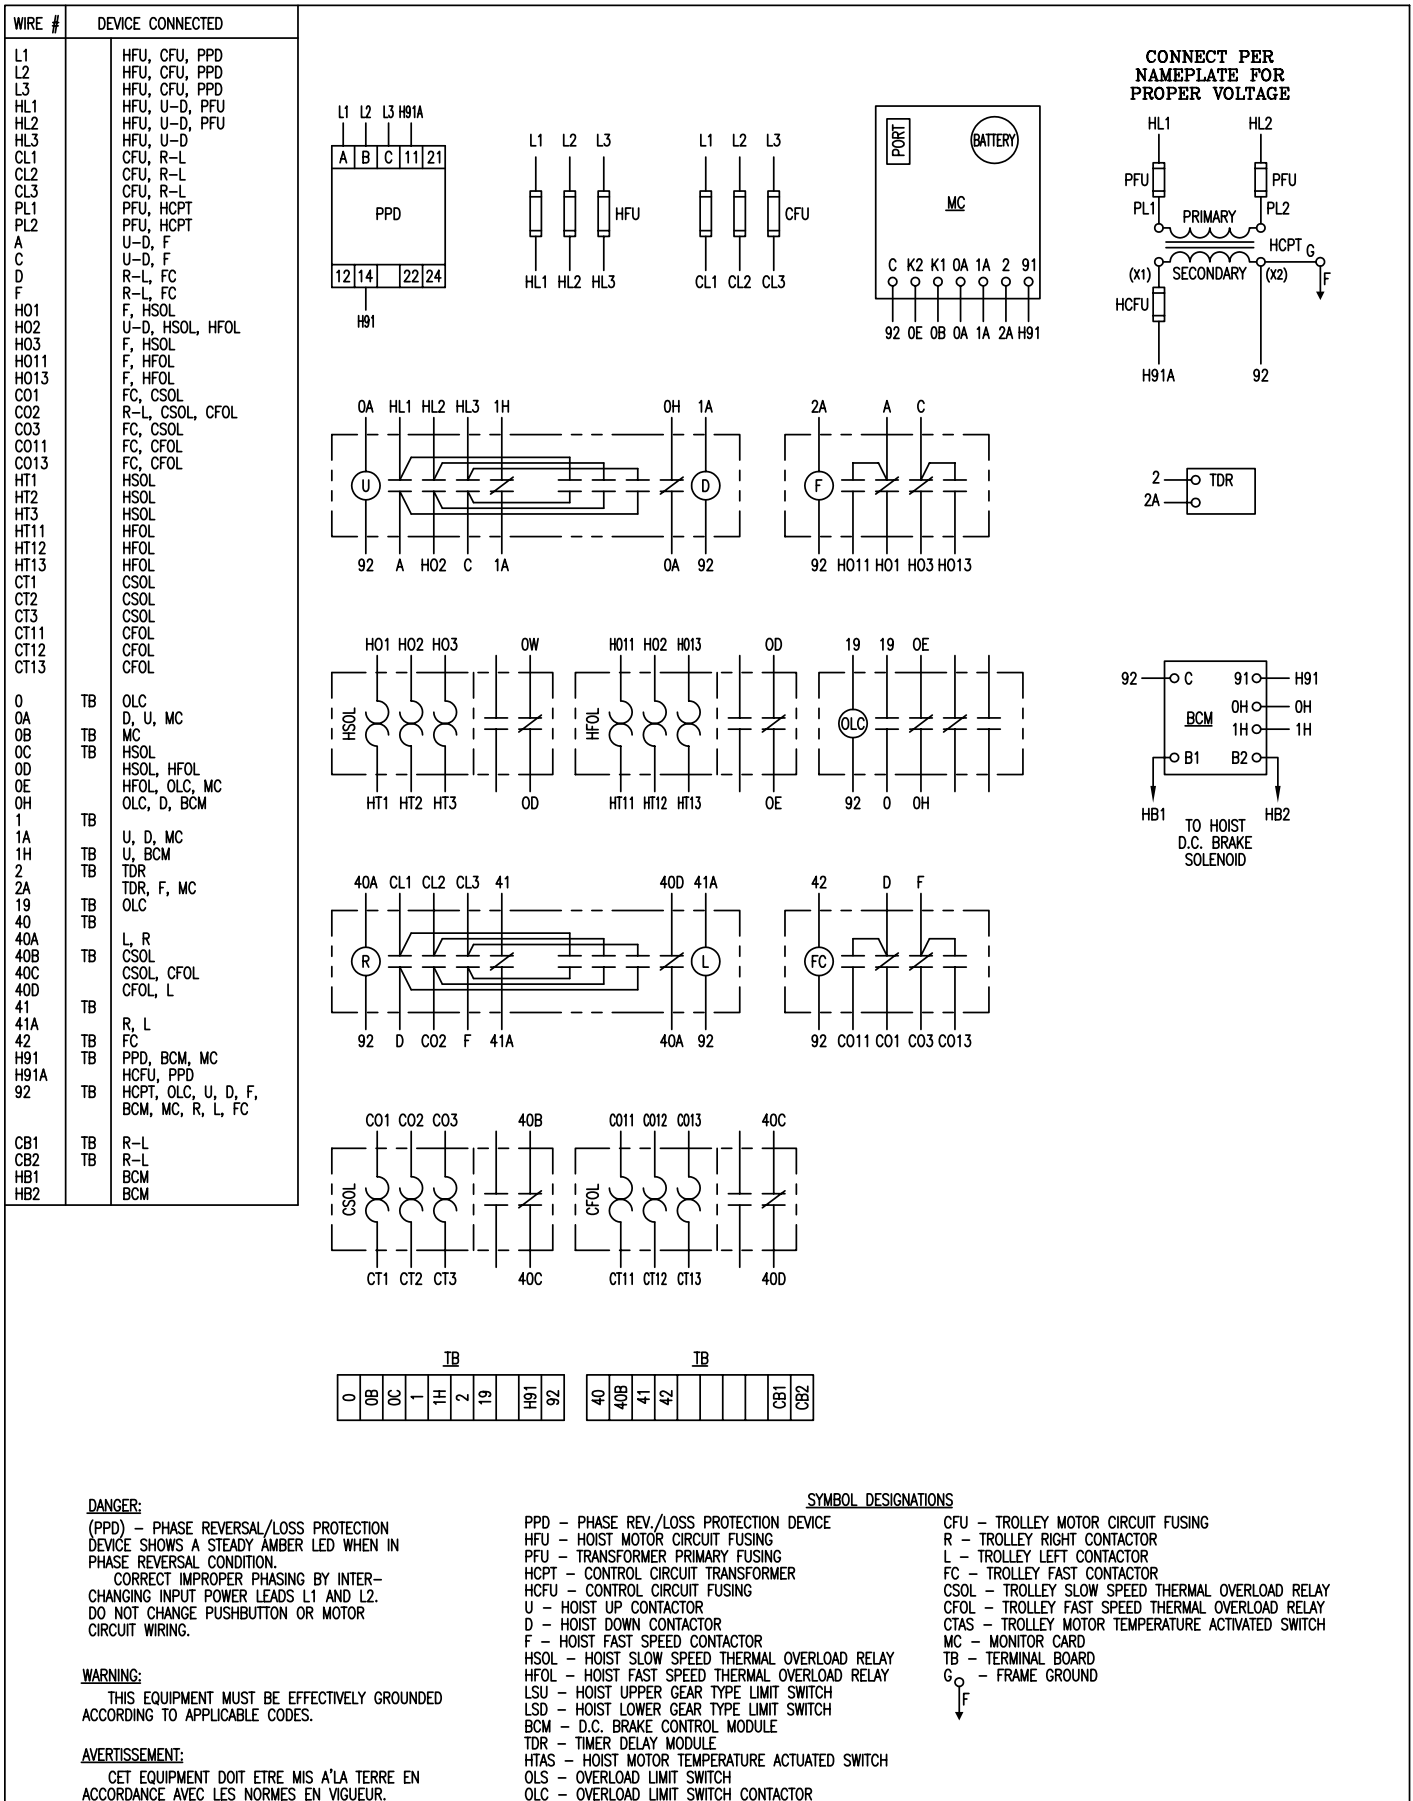 WIRE # DEVICE CONNECTED
L1 HFU, CFU, PPD
L2 HFU, CFU, PPD
L3 HFU, CFU, PPD
HL1 HFU, U-D, PFU
HL2 HFU, U-D, PFU
HL3 HFU, U-D
CL1 CFU, R-L
CL2 CFU, R-L
CL3 CFU, R-L
PL1 PFU, HCPT
PL2 PFU, HCPT
A U-D, F
C U-D, F
D R-L, FC
F R-L, FC
HO1 F, HSOL
HO2 U-D, HSOL, HFOL
HO3 F, HSOL
HO11 F, HFOL
HO13 F, HFOL
CO1 FC, CSOL
CO2 R-L, CSOL, CFOL
CO3 FC, CSOL
CO11 FC, CFOL
CO13 FC, CFOL
HT1 HSOL
HT2 HSOL
HT3 HSOL
HT11 HFOL
HT12 HFOL
HT13 HFOL
CT1 CSOL
CT2 CSOL
CT3 CSOL
CT11 CFOL
CT12 CFOL
CT13 CFOL
0 TB OLC
0A D, U, MC
0B TB MC
0C TB HSOL
0D HSOL, HFOL
0E HFOL, OLC, MC
0H OLC, D, BCM
1 TB
1A U, D, MC
1H TB U, BCM
2 TB TDR
2A TDR, F, MC
19 TB OLC
40 TB
40A L, R
40B TB CSOL
40C CSOL, CFOL
40D CFOL, L
41 TB
41A R, L
42 TB FC
H91 TB PPD, BCM, MC
H91A HCFU, PPD
92 TB HCPT, OLC, U, D, F,
BCM, MC, R, L, FC
CB1 TB R-L
CB2 TB R-L
HB1 BCM
HB2 BCM
L1 L2 L3 H91A
A B C 11 21
PPD
12 14 22 24
H91
L1 L2 L3
HFU
HL1 HL2 HL3
L1 L2 L3
CFU
CL1 CL2 CL3
PORT BATTERY
MC
C K2 K1 0A 1A 2 91
92 0E 0B 0A 1A 2A H91
CONNECT PER
NAMEPLATE FOR
PROPER VOLTAGE
HL1 HL2
PFU PFU
PL1 PL2
PRIMARY
HCPT G
(X1) SECONDARY (X2) F
HCFU
H91A 92
0A HL1 HL2 HL3 1H 0H 1A
U D
92 A HO2 C 1A 0A 92
2A A C
F
92 HO11 HO1 HO3 HO13
2 TDR
2A
HO1 HO2 HO3 0W
HSOL
HT1 HT2 HT3 0D
HO11 HO2 HO13 0D
HFOL
HT11 HT12 HT13 0E
19 19 0E
OLC
92 0 0H
92 C 91 H91
0H 0H
BCM
1H 1H
B1 B2
HB1 HB2
TO HOIST
D.C. BRAKE
SOLENOID
40A CL1 CL2 CL3 41 40D 41A
R L
92 D CO2 F 41A 40A 92
42 D F
FC
92 CO11 CO1 CO3 CO13
CO1 CO2 CO3 40B
CSOL
CT1 CT2 CT3 40C
CO11 CO12 CO13 40C
CFOL
CT11 CT12 CT13 40D
TB
0 0B 0C 1 1H 2 19 H91 92
TB
40 40B 41 42 CB1 CB2
DANGER:
(PPD) - PHASE REVERSAL/LOSS PROTECTION
DEVICE SHOWS A STEADY AMBER LED WHEN IN
PHASE REVERSAL CONDITION.
CORRECT IMPROPER PHASING BY INTER-
CHANGING INPUT POWER LEADS L1 AND L2.
DO NOT CHANGE PUSHBUTTON OR MOTOR
CIRCUIT WIRING.
WARNING:
THIS EQUIPMENT MUST BE EFFECTIVELY GROUNDED
ACCORDING TO APPLICABLE CODES.
AVERTISSEMENT:
CET EQUIPMENT DOIT ETRE MIS A'LA TERRE EN
ACCORDANCE AVEC LES NORMES EN VIGUEUR.
SYMBOL DESIGNATIONS
PPD - PHASE REV./LOSS PROTECTION DEVICE
HFU - HOIST MOTOR CIRCUIT FUSING
PFU - TRANSFORMER PRIMARY FUSING
HCPT - CONTROL CIRCUIT TRANSFORMER
HCFU - CONTROL CIRCUIT FUSING
U - HOIST UP CONTACTOR
D - HOIST DOWN CONTACTOR
F - HOIST FAST SPEED CONTACTOR
HSOL - HOIST SLOW SPEED THERMAL OVERLOAD RELAY
HFOL - HOIST FAST SPEED THERMAL OVERLOAD RELAY
LSU - HOIST UPPER GEAR TYPE LIMIT SWITCH
LSD - HOIST LOWER GEAR TYPE LIMIT SWITCH
BCM - D.C. BRAKE CONTROL MODULE
TDR - TIMER DELAY MODULE
HTAS - HOIST MOTOR TEMPERATURE ACTUATED SWITCH
OLS - OVERLOAD LIMIT SWITCH
OLC - OVERLOAD LIMIT SWITCH CONTACTOR
CFU - TROLLEY MOTOR CIRCUIT FUSING
R - TROLLEY RIGHT CONTACTOR
L - TROLLEY LEFT CONTACTOR
FC - TROLLEY FAST CONTACTOR
CSOL - TROLLEY SLOW SPEED THERMAL OVERLOAD RELAY
CFOL - TROLLEY FAST SPEED THERMAL OVERLOAD RELAY
CTAS - TROLLEY MOTOR TEMPERATURE ACTIVATED SWITCH
MC - MONITOR CARD
TB - TERMINAL BOARD
G - FRAME GROUND
F